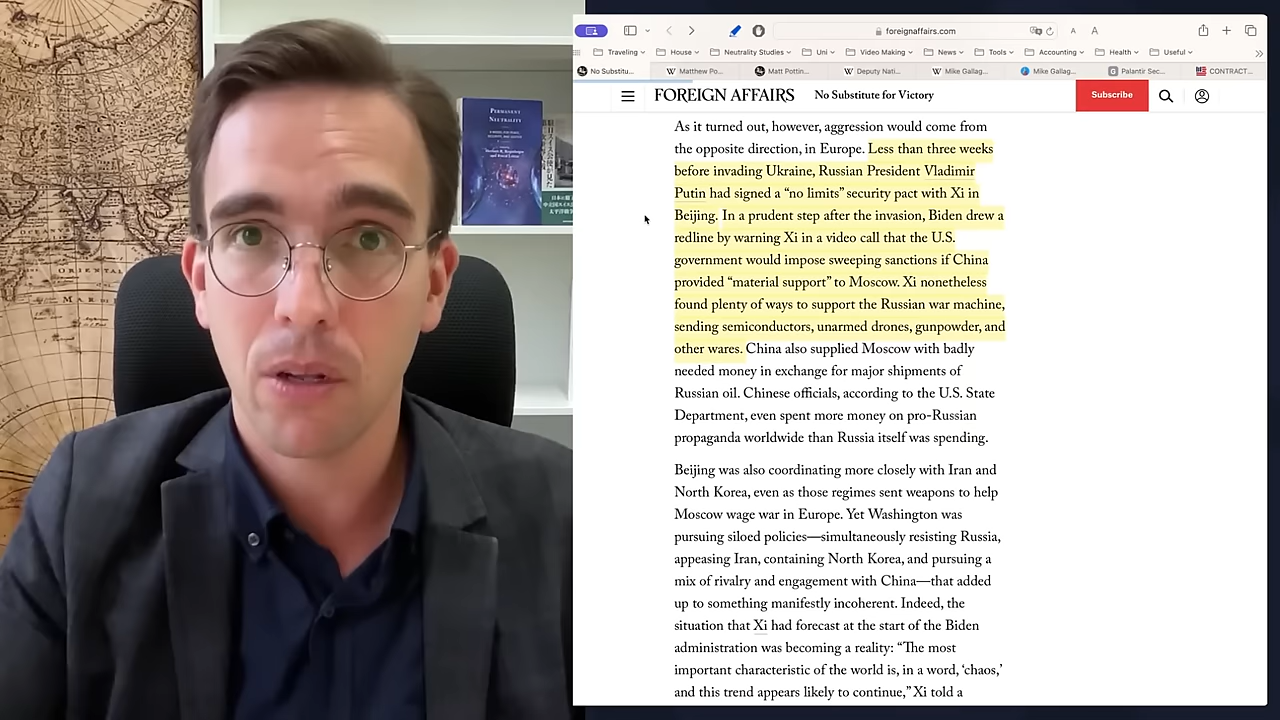 foreignaffairs.com
A
A
Traveling
House
Neutrality Studies
Uni
Video Making
News
Tools
Accounting
Health
Useful
No Substitu...
Matthew Po...
Matt Pottin...
Deputy Nati...
Mike Gallag...
Mike Gallag...
Palantir Sec...
CONTRACT...
FOREIGN AFFAIRS
No Substitute for Victory
Subscribe
As it turned out, however, aggression would come from
the opposite direction, in Europe. Less than three weeks
before invading Ukraine, Russian President Vladimir
Putin had signed a “no limits” security pact with Xi in
Beijing. In a prudent step after the invasion, Biden drew a
redline by warning Xi in a video call that the U.S.
government would impose sweeping sanctions if China
provided “material support” to Moscow. Xi nonetheless
found plenty of ways to support the Russian war machine,
sending semiconductors, unarmed drones, gunpowder, and
other wares. China also supplied Moscow with badly
needed money in exchange for major shipments of
Russian oil. Chinese officials, according to the U.S. State
Department, even spent more money on pro-Russian
propaganda worldwide than Russia itself was spending.
Beijing was also coordinating more closely with Iran and
North Korea, even as those regimes sent weapons to help
Moscow wage war in Europe. Yet Washington was
pursuing siloed policies—simultaneously resisting Russia,
appeasing Iran, containing North Korea, and pursuing a
mix of rivalry and engagement with China—that added
up to something manifestly incoherent. Indeed, the
situation that Xi had forecast at the start of the Biden
administration was becoming a reality: “The most
important characteristic of the world is, in a word, ‘chaos,’
and this trend appears likely to continue,” Xi told a
PERMANENT
NEUTRALITY
ORIENTAL